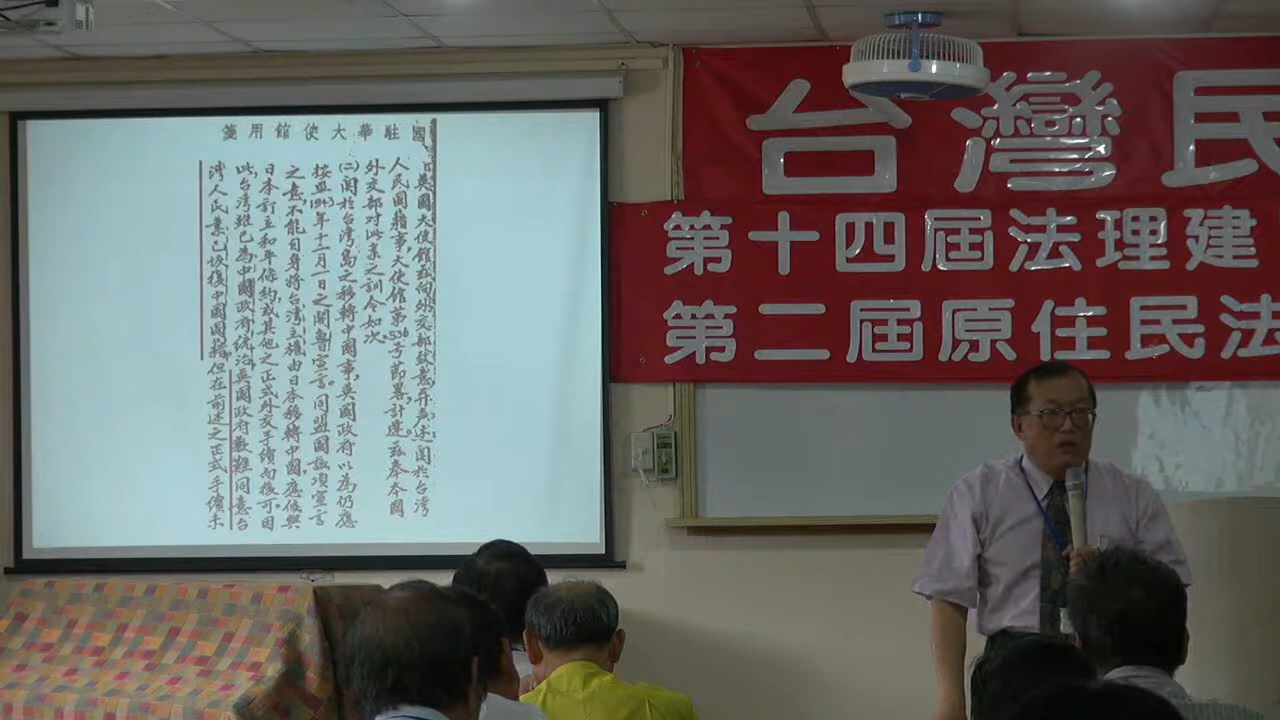 國駐華大使館用箋
英國大使館茲向外交部致意并声述關於台灣
人民國籍事,大使館第536号節畧,計達.茲奉本國
外交部对此案之訓令如次
(二)關於台灣島之移轉中國事,英國政府以為仍應
按照1943年十二月一日之開羅宣言。同盟國該項宣言
之意,不能自身將台灣主權由日本移轉中國,應候與
日本訂立和平條約,或其他之正式外交手續而後可。因
此,台灣雖已為中國政府統治,英國政府歉難同意台
灣人民業已恢復中國國籍,但在前述之正式手續未
台灣民
第十四屆法理建
第二屆原住民法